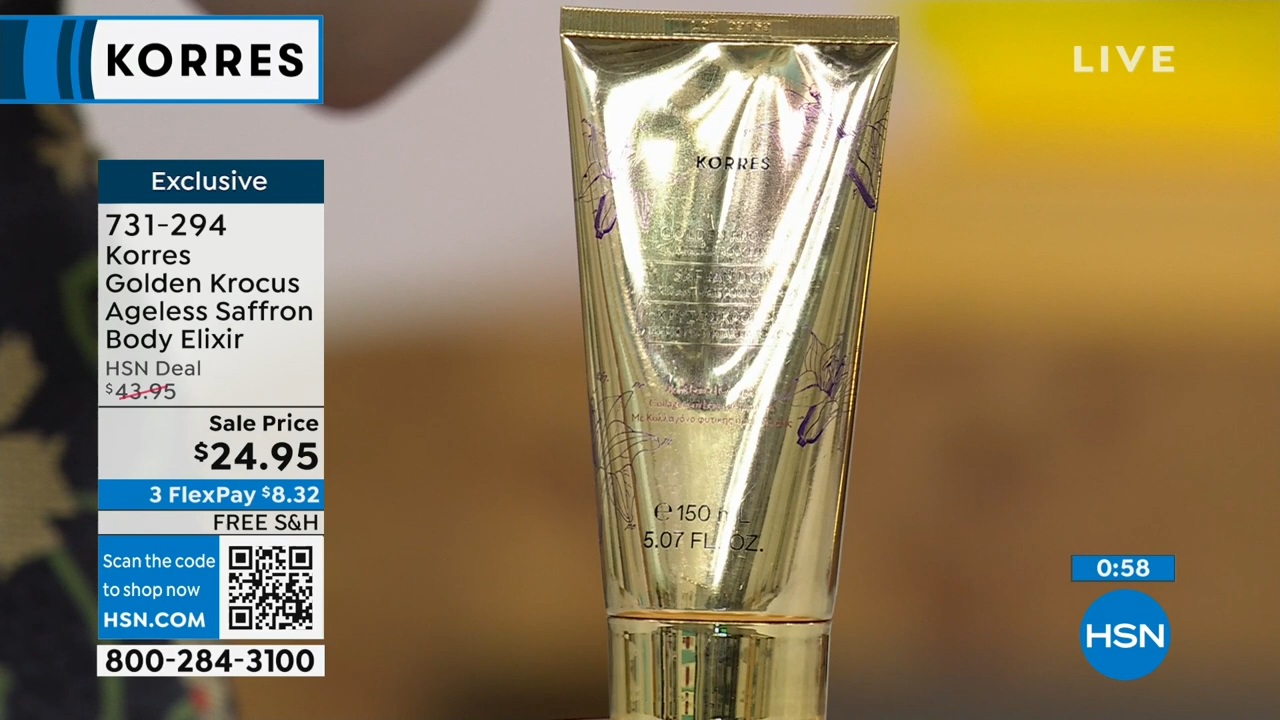 KORRES
LIVE
Exclusive
731-294
Korres
Golden Krocus
Ageless Saffron
Body Elixir
HSN Deal
$43.95
Sale Price
$24.95
3 FlexPay $8.32
FREE S&H
Scan the code
to shop now
HSN.COM
800-284-3100
KORRES
e 150
5.07 FL. OZ.
0:58
HSN